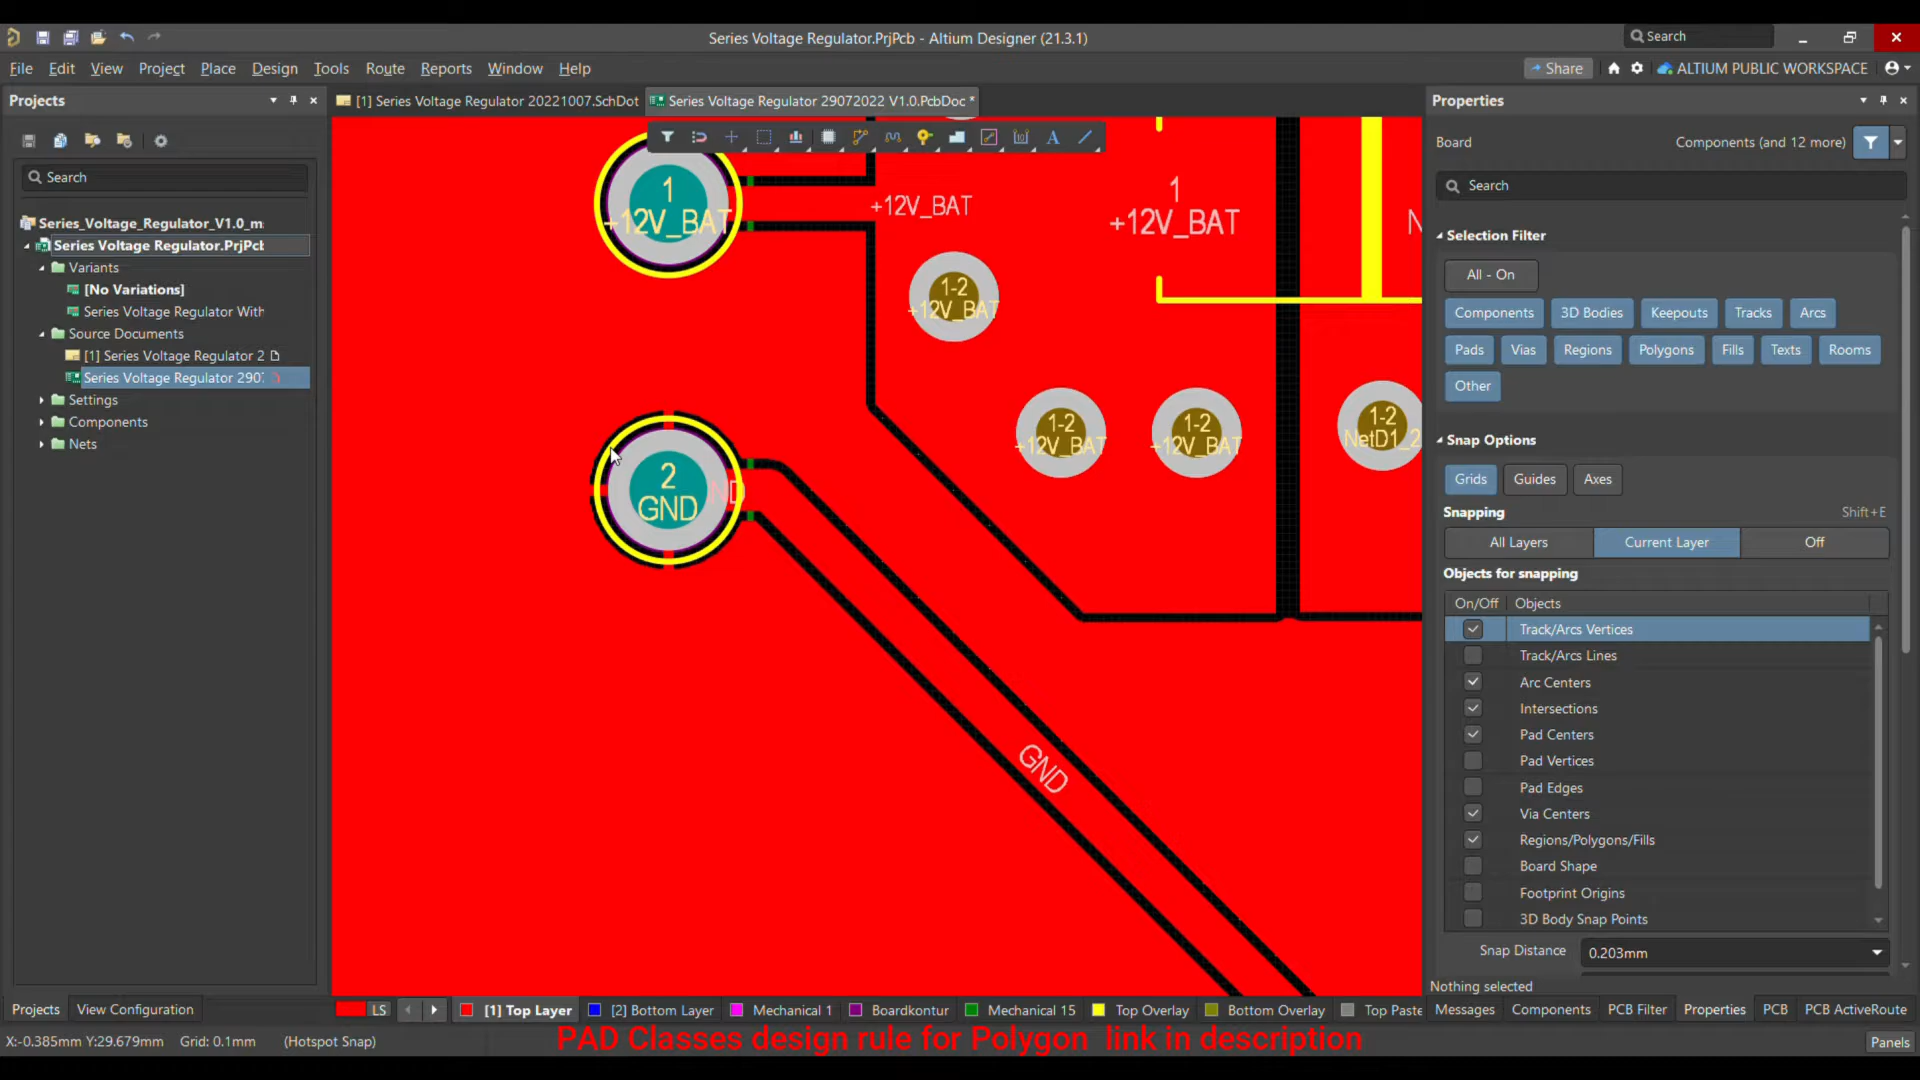 Series Voltage Regulator.PrjPcb - Altium Designer (21.3.1)
Search
File Edit View Project Place Design Tools Route Reports Window Help
Share ALTIUM PUBLIC WORKSPACE
Projects
[1] Series Voltage Regulator 20221007.SchDot
Series Voltage Regulator 29072022 V1.0.PcbDoc *
Properties
Board
Components (and 12 more)
Search
Search
Series_Voltage_Regulator_V1.0_m
Series Voltage Regulator.PrjPcb
Variants
[No Variations]
Series Voltage Regulator With
Source Documents
[1] Series Voltage Regulator 2
Series Voltage Regulator 2907
Settings
Components
Nets
1
+12V_BAT
+12V_BAT
1
+12V_BAT
N
1-2
+12V_BAT
1-2
+12V_BAT
1-2
+12V_BAT
1-2
NetD1_2
2
GND
ND
GND
Selection Filter
All - On
Components 3D Bodies Keepouts Tracks Arcs
Pads Vias Regions Polygons Fills Texts Rooms
Other
Snap Options
Grids Guides Axes
Snapping Shift+E
All Layers Current Layer Off
Objects for snapping
On/Off Objects
Track/Arcs Vertices
Track/Arcs Lines
Arc Centers
Intersections
Pad Centers
Pad Vertices
Pad Edges
Via Centers
Regions/Polygons/Fills
Board Shape
Footprint Origins
3D Body Snap Points
Snap Distance 0.203mm
Nothing selected
Projects View Configuration
LS [1] Top Layer [2] Bottom Layer Mechanical 1 Boardkontur Mechanical 15 Top Overlay Bottom Overlay Top Paste
Messages Components PCB Filter Properties PCB PCB ActiveRoute
X:-0.385mm Y:29.679mm Grid: 0.1mm (Hotspot Snap)
PAD Classes design rule for Polygon link in description
Panels